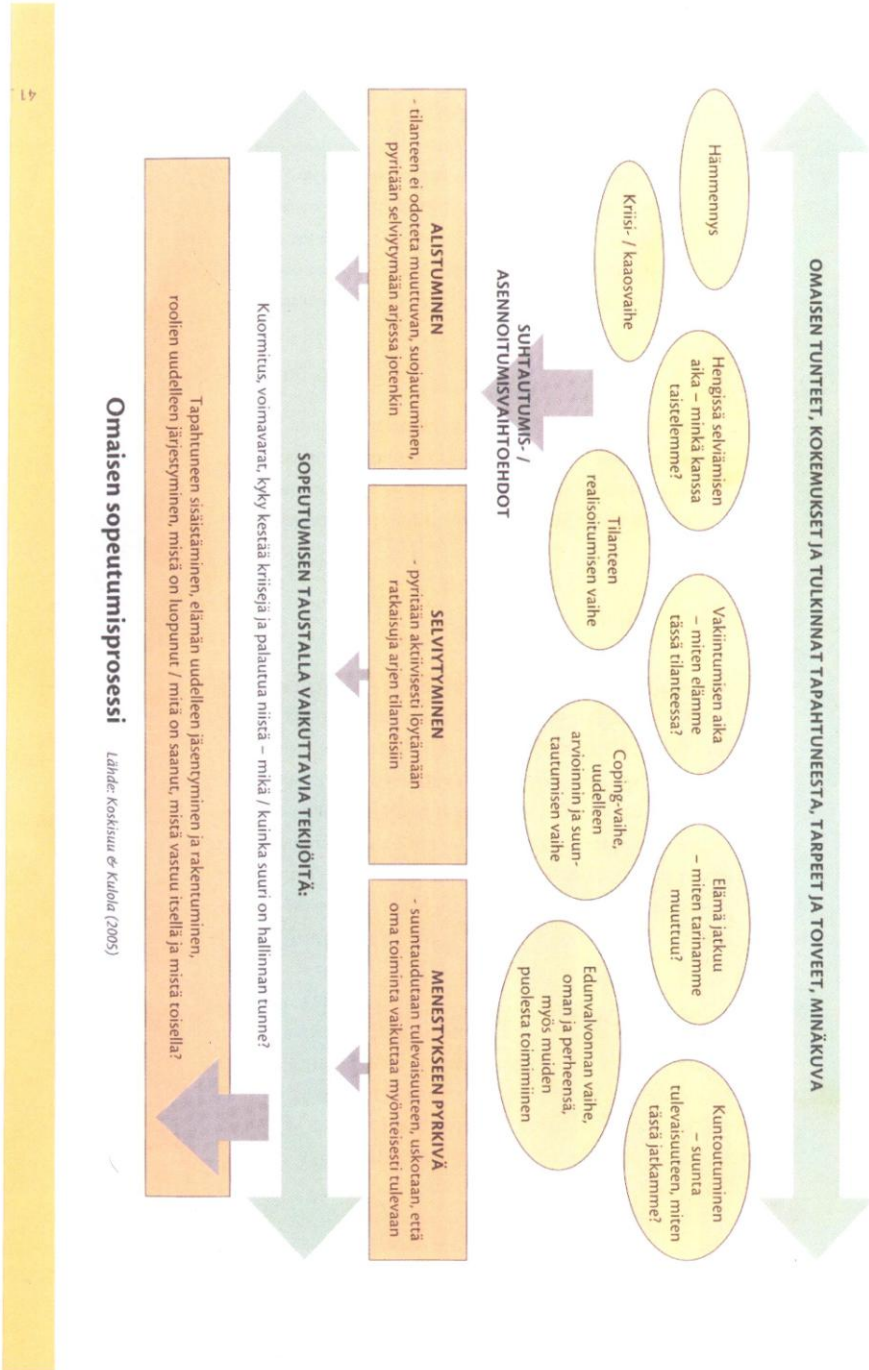 OMAISEN TUNTEET, KOKEMUKSET JA TULKINNAT TAPAHTUNEESTA, TARPEET JA TOIVEET, MINÄKUVA
Hämmennys
Hengissä selviämisen
aika – minkä kanssa
taistelemme?
Vakiintumisen aika
– miten elämme
tässä tilanteessa?
Elämä jatkuu
– miten tarinamme
muuttuu?
Kuntoutuminen
– suunta
tulevaisuuteen, miten
tästä jatkamme?
Kriisi- / kaaosvaihe
Tilanteen
realisoitumisen vaihe
Coping-vaihe,
uudelleen
arvioinnin ja suun-
tautumisen vaihe
Edunvalvonnan vaihe,
oman ja perheensä,
myös muiden
puolesta toimimiinen
SUHTAUTUMIS- /
ASENNOITUMISVAIHTOEHDOT
ALISTUMINEN
- tilanteen ei odoteta muuttuvan, suojautuminen,
pyritään selviytymään arjessa jotenkin
SELVIYTYMINEN
- pyritään aktiivisesti löytämään
ratkaisuja arjen tilanteisiin
MENESTYKSEEN PYRKIVÄ
- suuntaudutaan tulevaisuuteen, uskotaan, että
oma toiminta vaikuttaa myönteisesti tulevaan
SOPEUTUMISEN TAUSTALLA VAIKUTTAVIA TEKIJÖITÄ:
Kuormitus, voimavarat, kyky kestää kriisejä ja palautua niistä – mikä / kuinka suuri on hallinnan tunne?
Tapahtuneen sisäistäminen, elämän uudelleen jäsentyminen ja rakentuminen,
roolien uudelleen järjestyminen, mistä on luopunut / mitä on saanut, mistä vastuu itsellä ja mistä toisella?
Omaisen sopeutumisprosessi Lähde: Koskisuu & Kulola (2005)
41